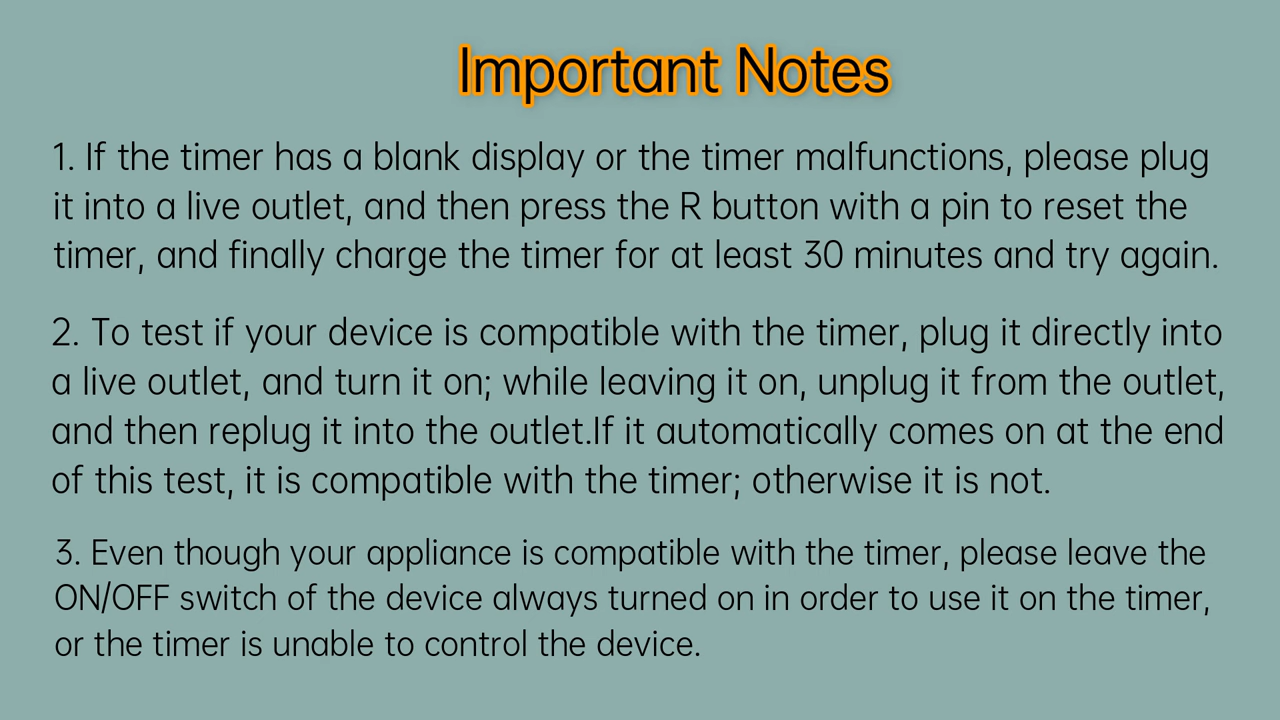 Important Notes
1. If the timer has a blank display or the timer malfunctions, please plug
it into a live outlet, and then press the R button with a pin to reset the
timer, and finally charge the timer for at least 30 minutes and try again.
2. To test if your device is compatible with the timer, plug it directly into
a live outlet, and turn it on; while leaving it on, unplug it from the outlet,
and then replug it into the outlet.If it automatically comes on at the end
of this test, it is compatible with the timer; otherwise it is not.
3. Even though your appliance is compatible with the timer, please leave the
ON/OFF switch of the device always turned on in order to use it on the timer,
or the timer is unable to control the device.